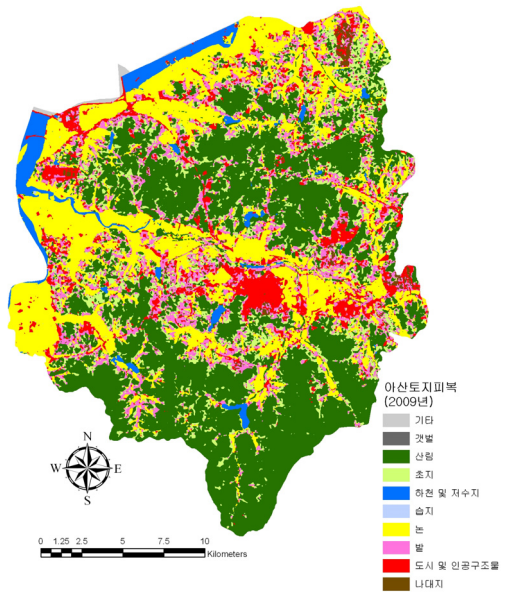 아산토지피복
(2009년)
기타
갯벌
산림
초지
하천 및 저수지
습지
논
밭
도시 및 인공구조물
나대지
N
W E
S
0 1.25 2.5 5 7.5 10
Kilometers